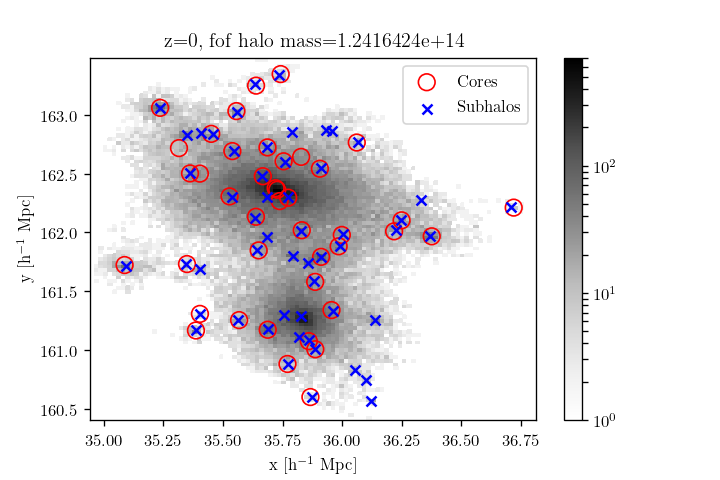 z=0, fof halo mass=1.2416424e+14
Cores
Subhalos
163.0
162.5
162.0
161.5
161.0
160.5
y [h⁻¹ Mpc]
35.00 35.25 35.50 35.75 36.00 36.25 36.50 36.75
x [h⁻¹ Mpc]
10²
10¹
10⁰